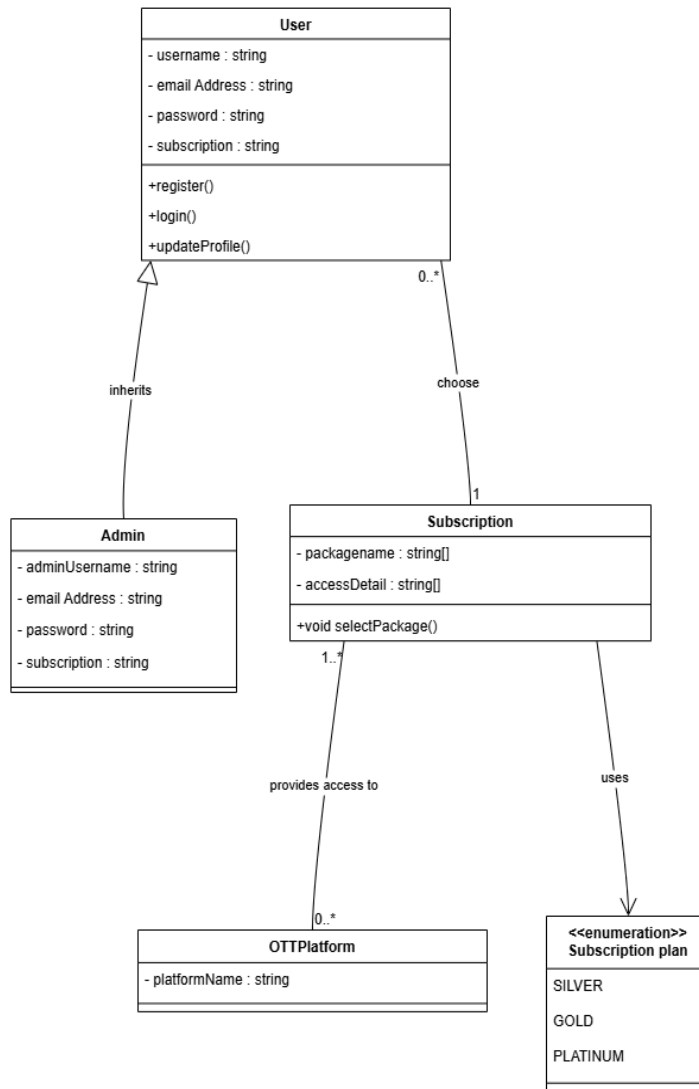 User
- username : string
- email Address : string
- password : string
- subscription : string
+register()
+login()
+updateProfile()
0..*
inherits
choose
1
Admin
- adminUsername : string
- email Address : string
- password : string
- subscription : string
Subscription
- packagename : string[]
- accessDetail : string[]
+void selectPackage()
1..*
provides access to
uses
0..*
OTTPlatform
- platformName : string
<<enumeration>>
Subscription plan
SILVER
GOLD
PLATINUM